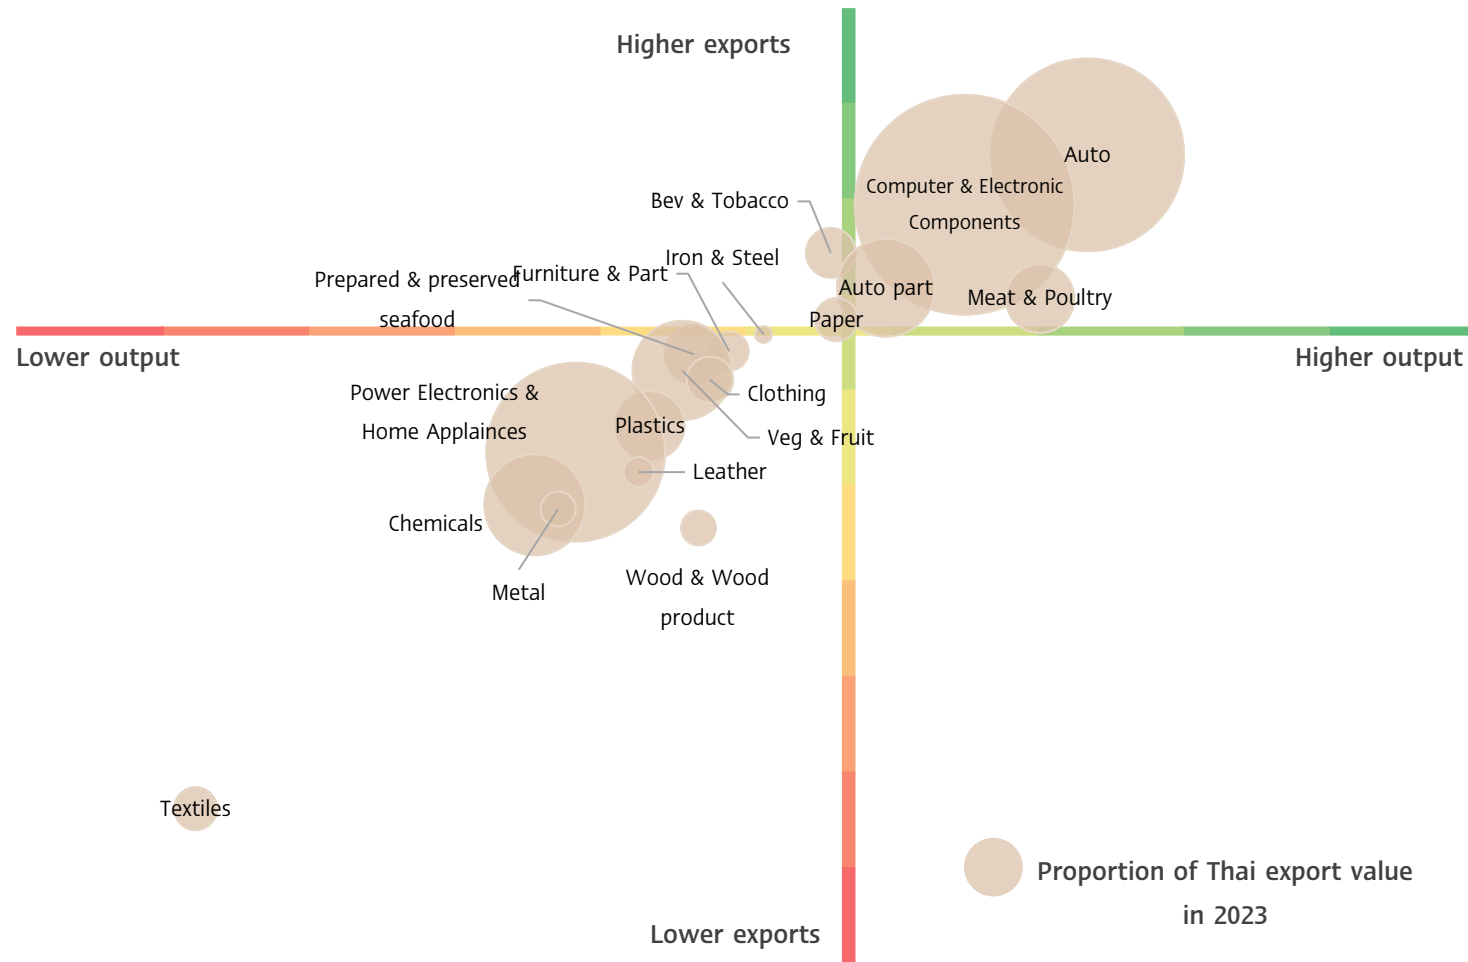 Higher exports
Auto
Computer & Electronic
Components
Bev & Tobacco
Iron & Steel
Furniture & Part
Prepared & preserved
seafood
Auto part
Meat & Poultry
Paper
Lower output
Higher output
Power Electronics &
Home Applainces
Clothing
Plastics
Veg & Fruit
Leather
Chemicals
Metal
Wood & Wood
product
Textiles
Proportion of Thai export value
in 2023
Lower exports